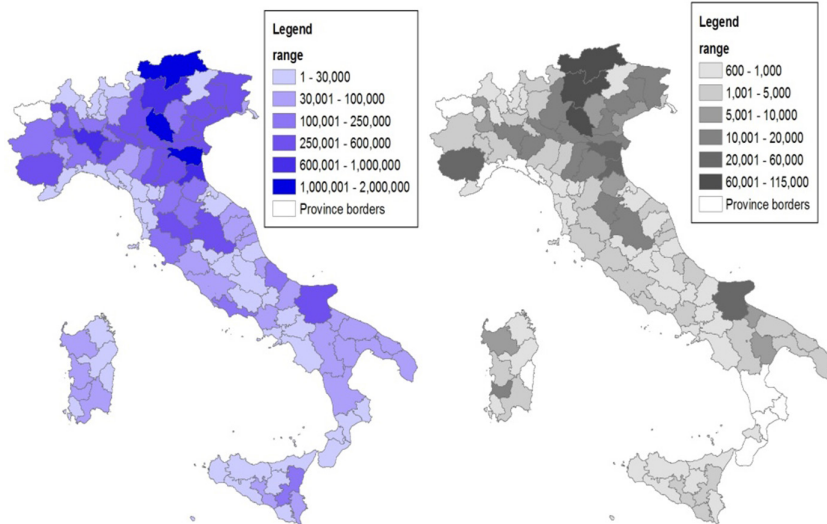 Legend
range
1 - 30,000
30,001 - 100,000
100,001 - 250,000
250,001 - 600,000
600,001 - 1,000,000
1,000,001 - 2,000,000
Province borders
Legend
range
600 - 1,000
1,001 - 5,000
5,001 - 10,000
10,001 - 20,000
20,001 - 60,000
60,001 - 115,000
Province borders